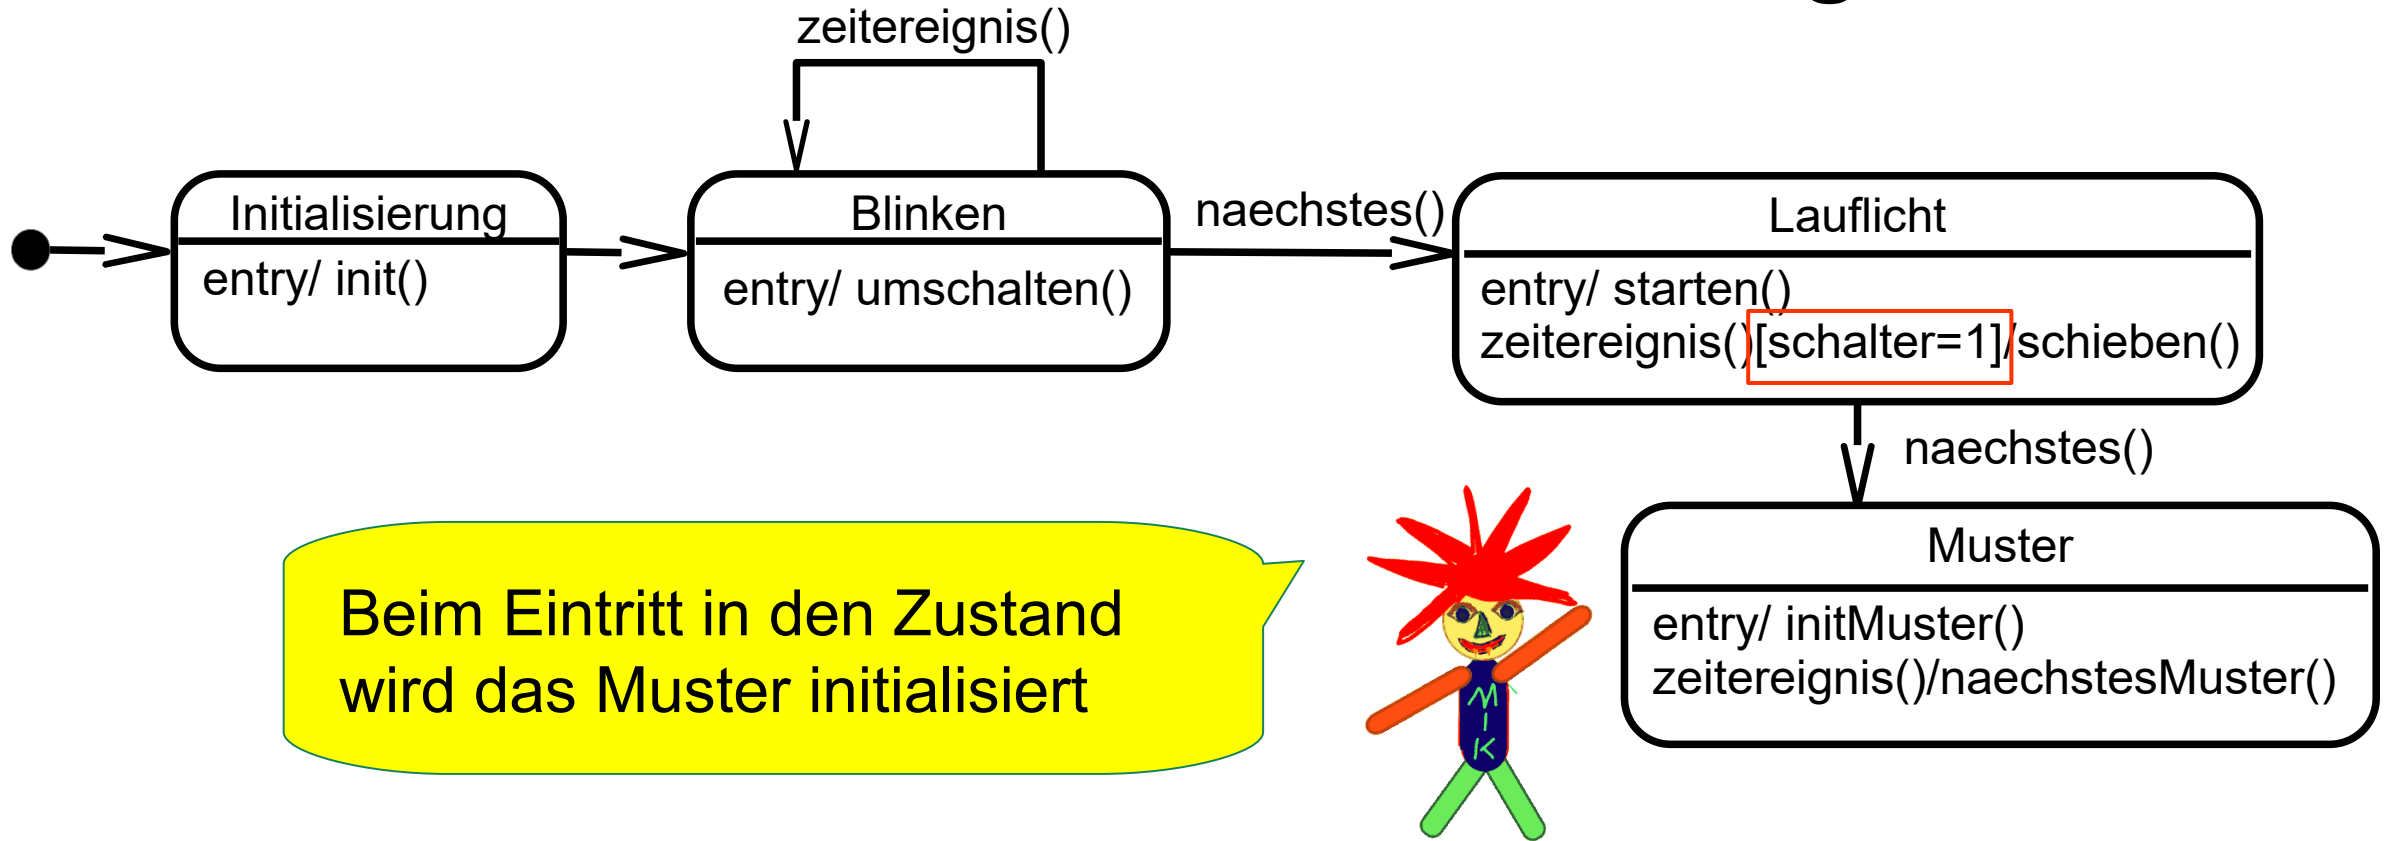 zeitereignis()
Initialisierung
entry/ init()
Blinken
entry/ umschalten()
naechstes()
Lauflicht
entry/ starten()
zeitereignis()[schalter=1]/schieben()
naechstes()
Muster
entry/ initMuster()
zeitereignis()/naechstesMuster()
Beim Eintritt in den Zustand
wird das Muster initialisiert
MIK